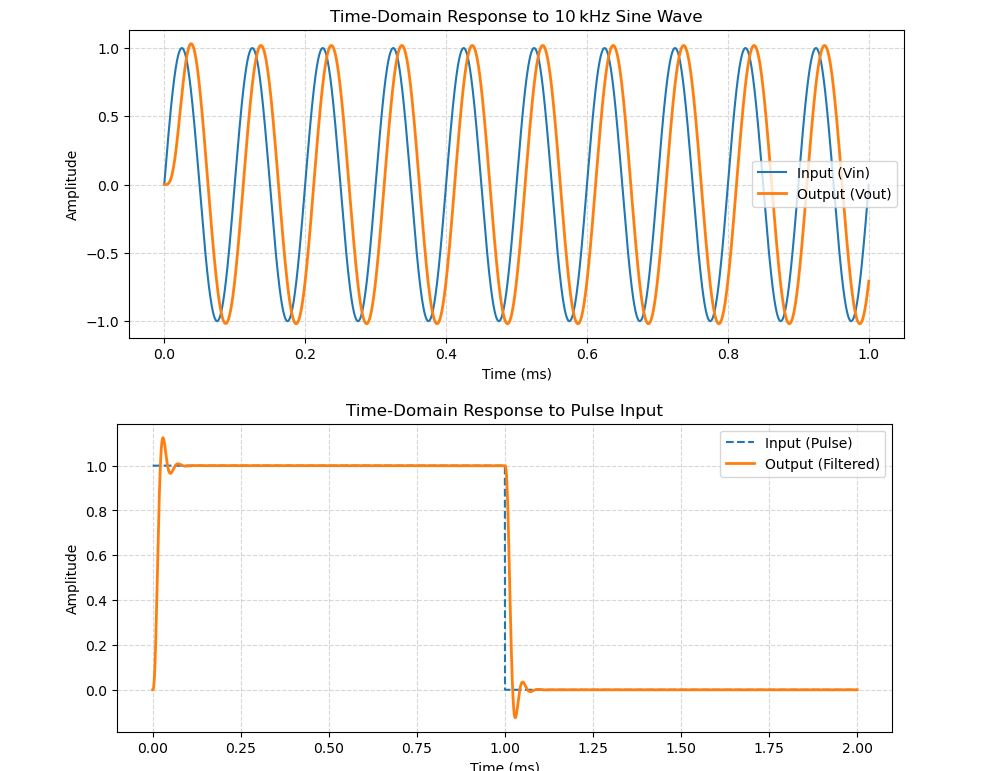 Time-Domain Response to 10 kHz Sine Wave
1.0
0.5
0.0
−0.5
−1.0
Amplitude
Input (Vin)
Output (Vout)
0.0 0.2 0.4 0.6 0.8 1.0
Time (ms)
Time-Domain Response to Pulse Input
1.0
0.8
0.6
0.4
0.2
0.0
Amplitude
Input (Pulse)
Output (Filtered)
0.00 0.25 0.50 0.75 1.00 1.25 1.50 1.75 2.00
Time (ms)